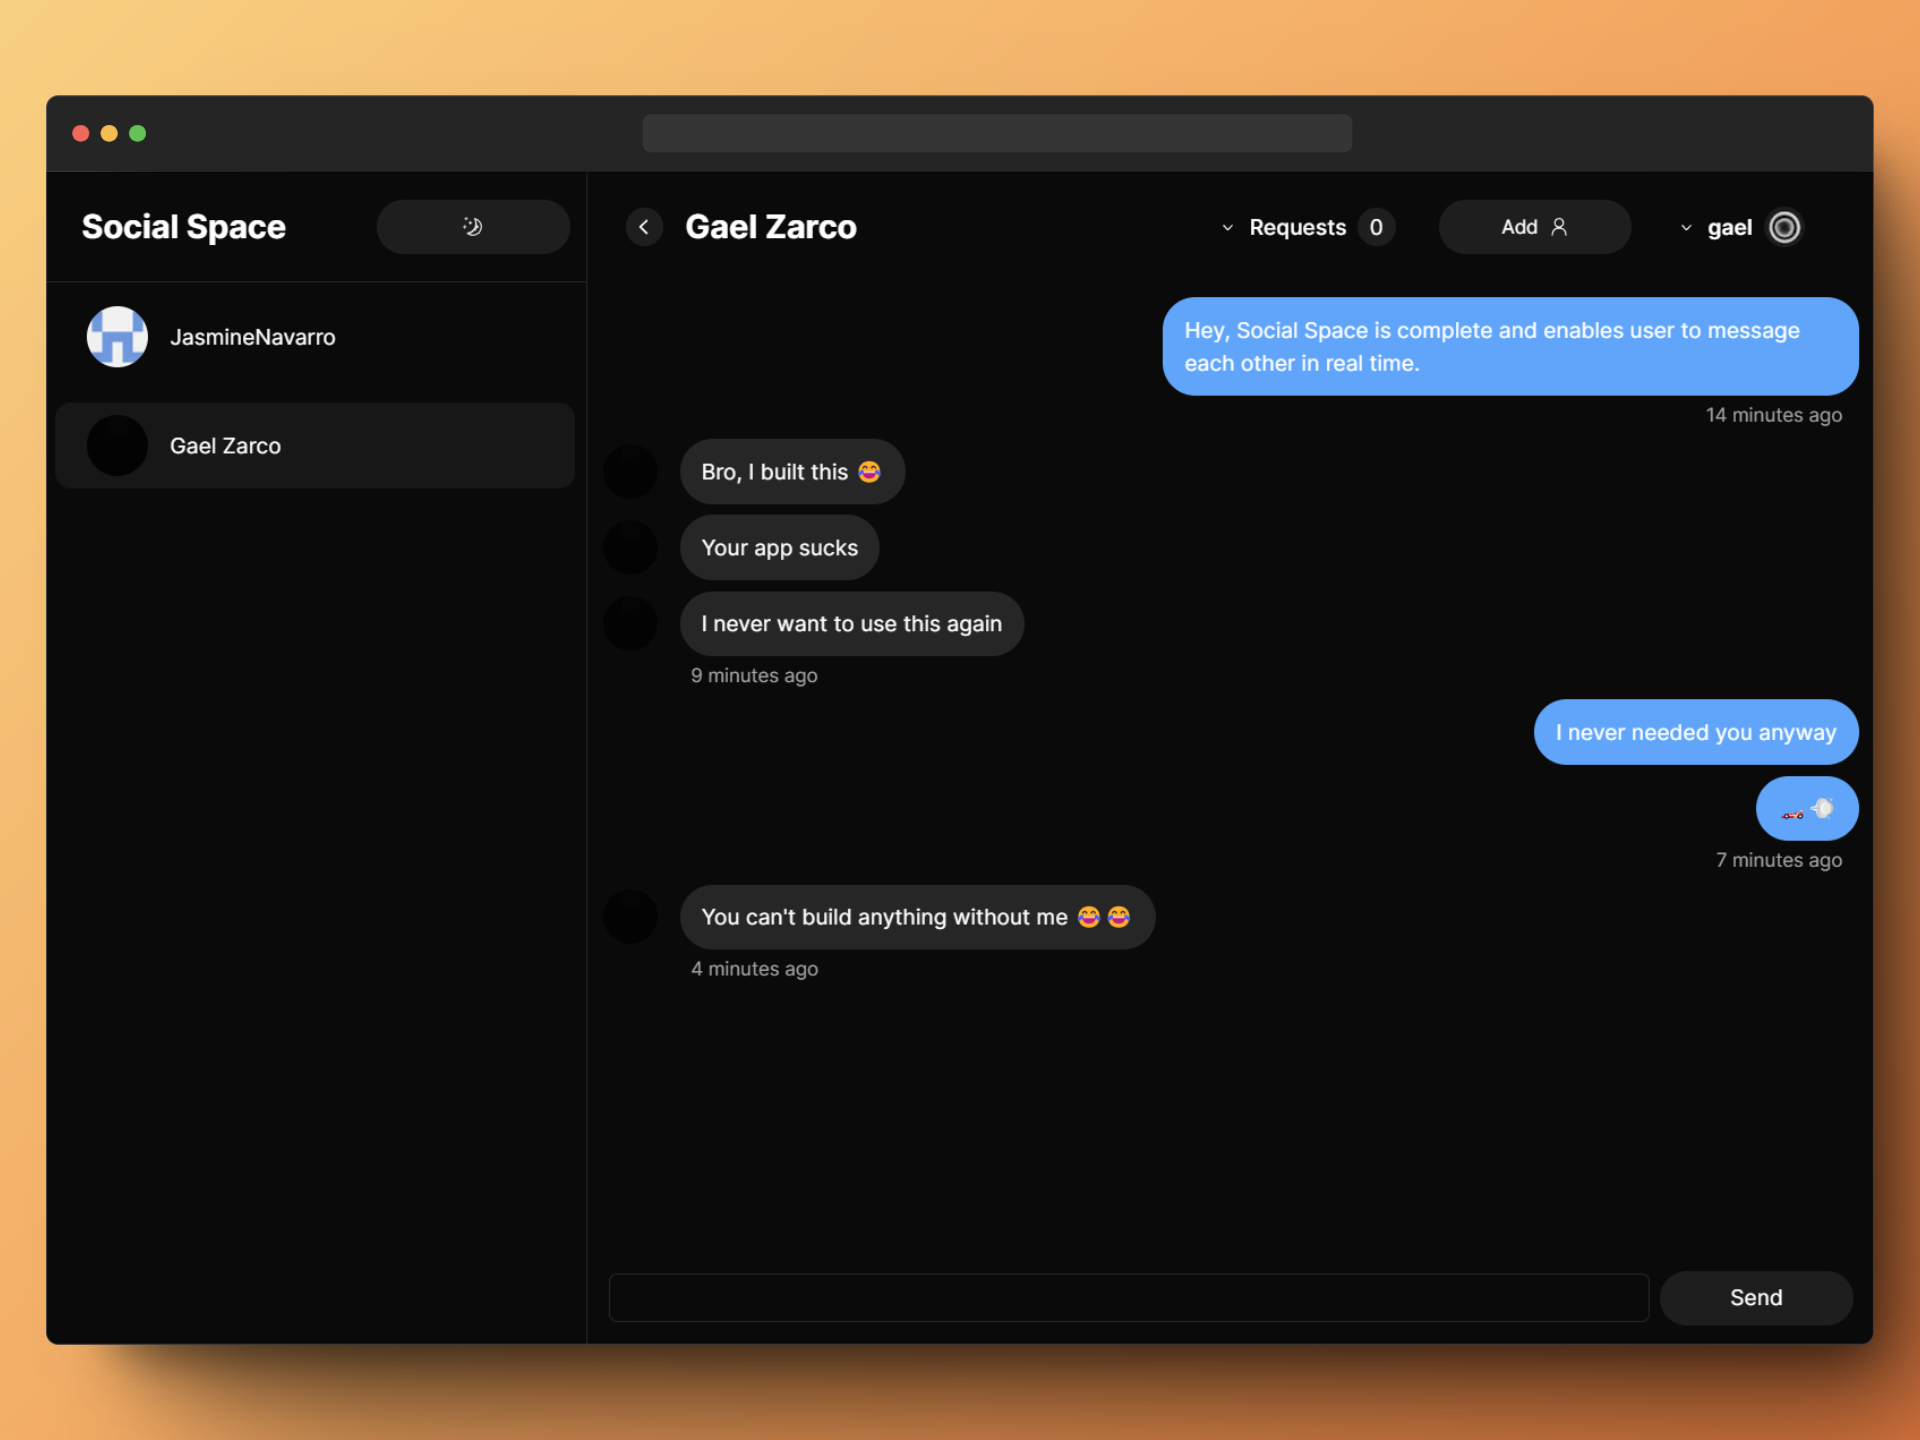 Social Space
Gael Zarco
Requests 0
Add
gael
JasmineNavarro
Gael Zarco
Hey, Social Space is complete and enables user to message
each other in real time.
14 minutes ago
Bro, I built this 😂
Your app sucks
I never want to use this again
9 minutes ago
I never needed you anyway
🏎️💨
7 minutes ago
You can't build anything without me 😂😂
4 minutes ago
Send